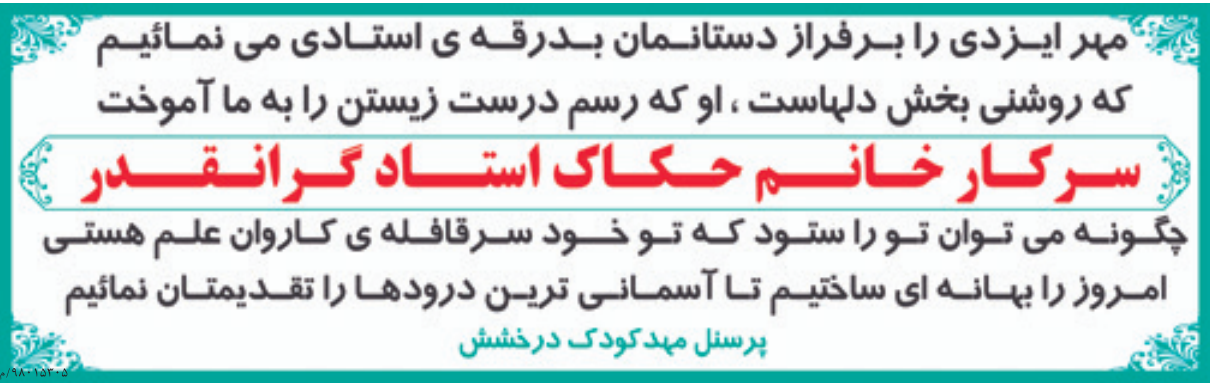 مهر ایزدی را برفراز دستانمان بدرقه ی استادی می نمائیم
که روشنی بخش دلهاست ، او که رسم درست زیستن را به ما آموخت
سرکار خانم حکاک استاد گرانقدر
چگونه می توان تو را ستود که تو خود سرقافله ی کاروان علم هستی
امروز را بهانه ای ساختیم تا آسمانی ترین درودها را تقدیمتان نمائیم
پرسنل مهدکودک درخشش
۹۸۰۱۵۳۰۵/م